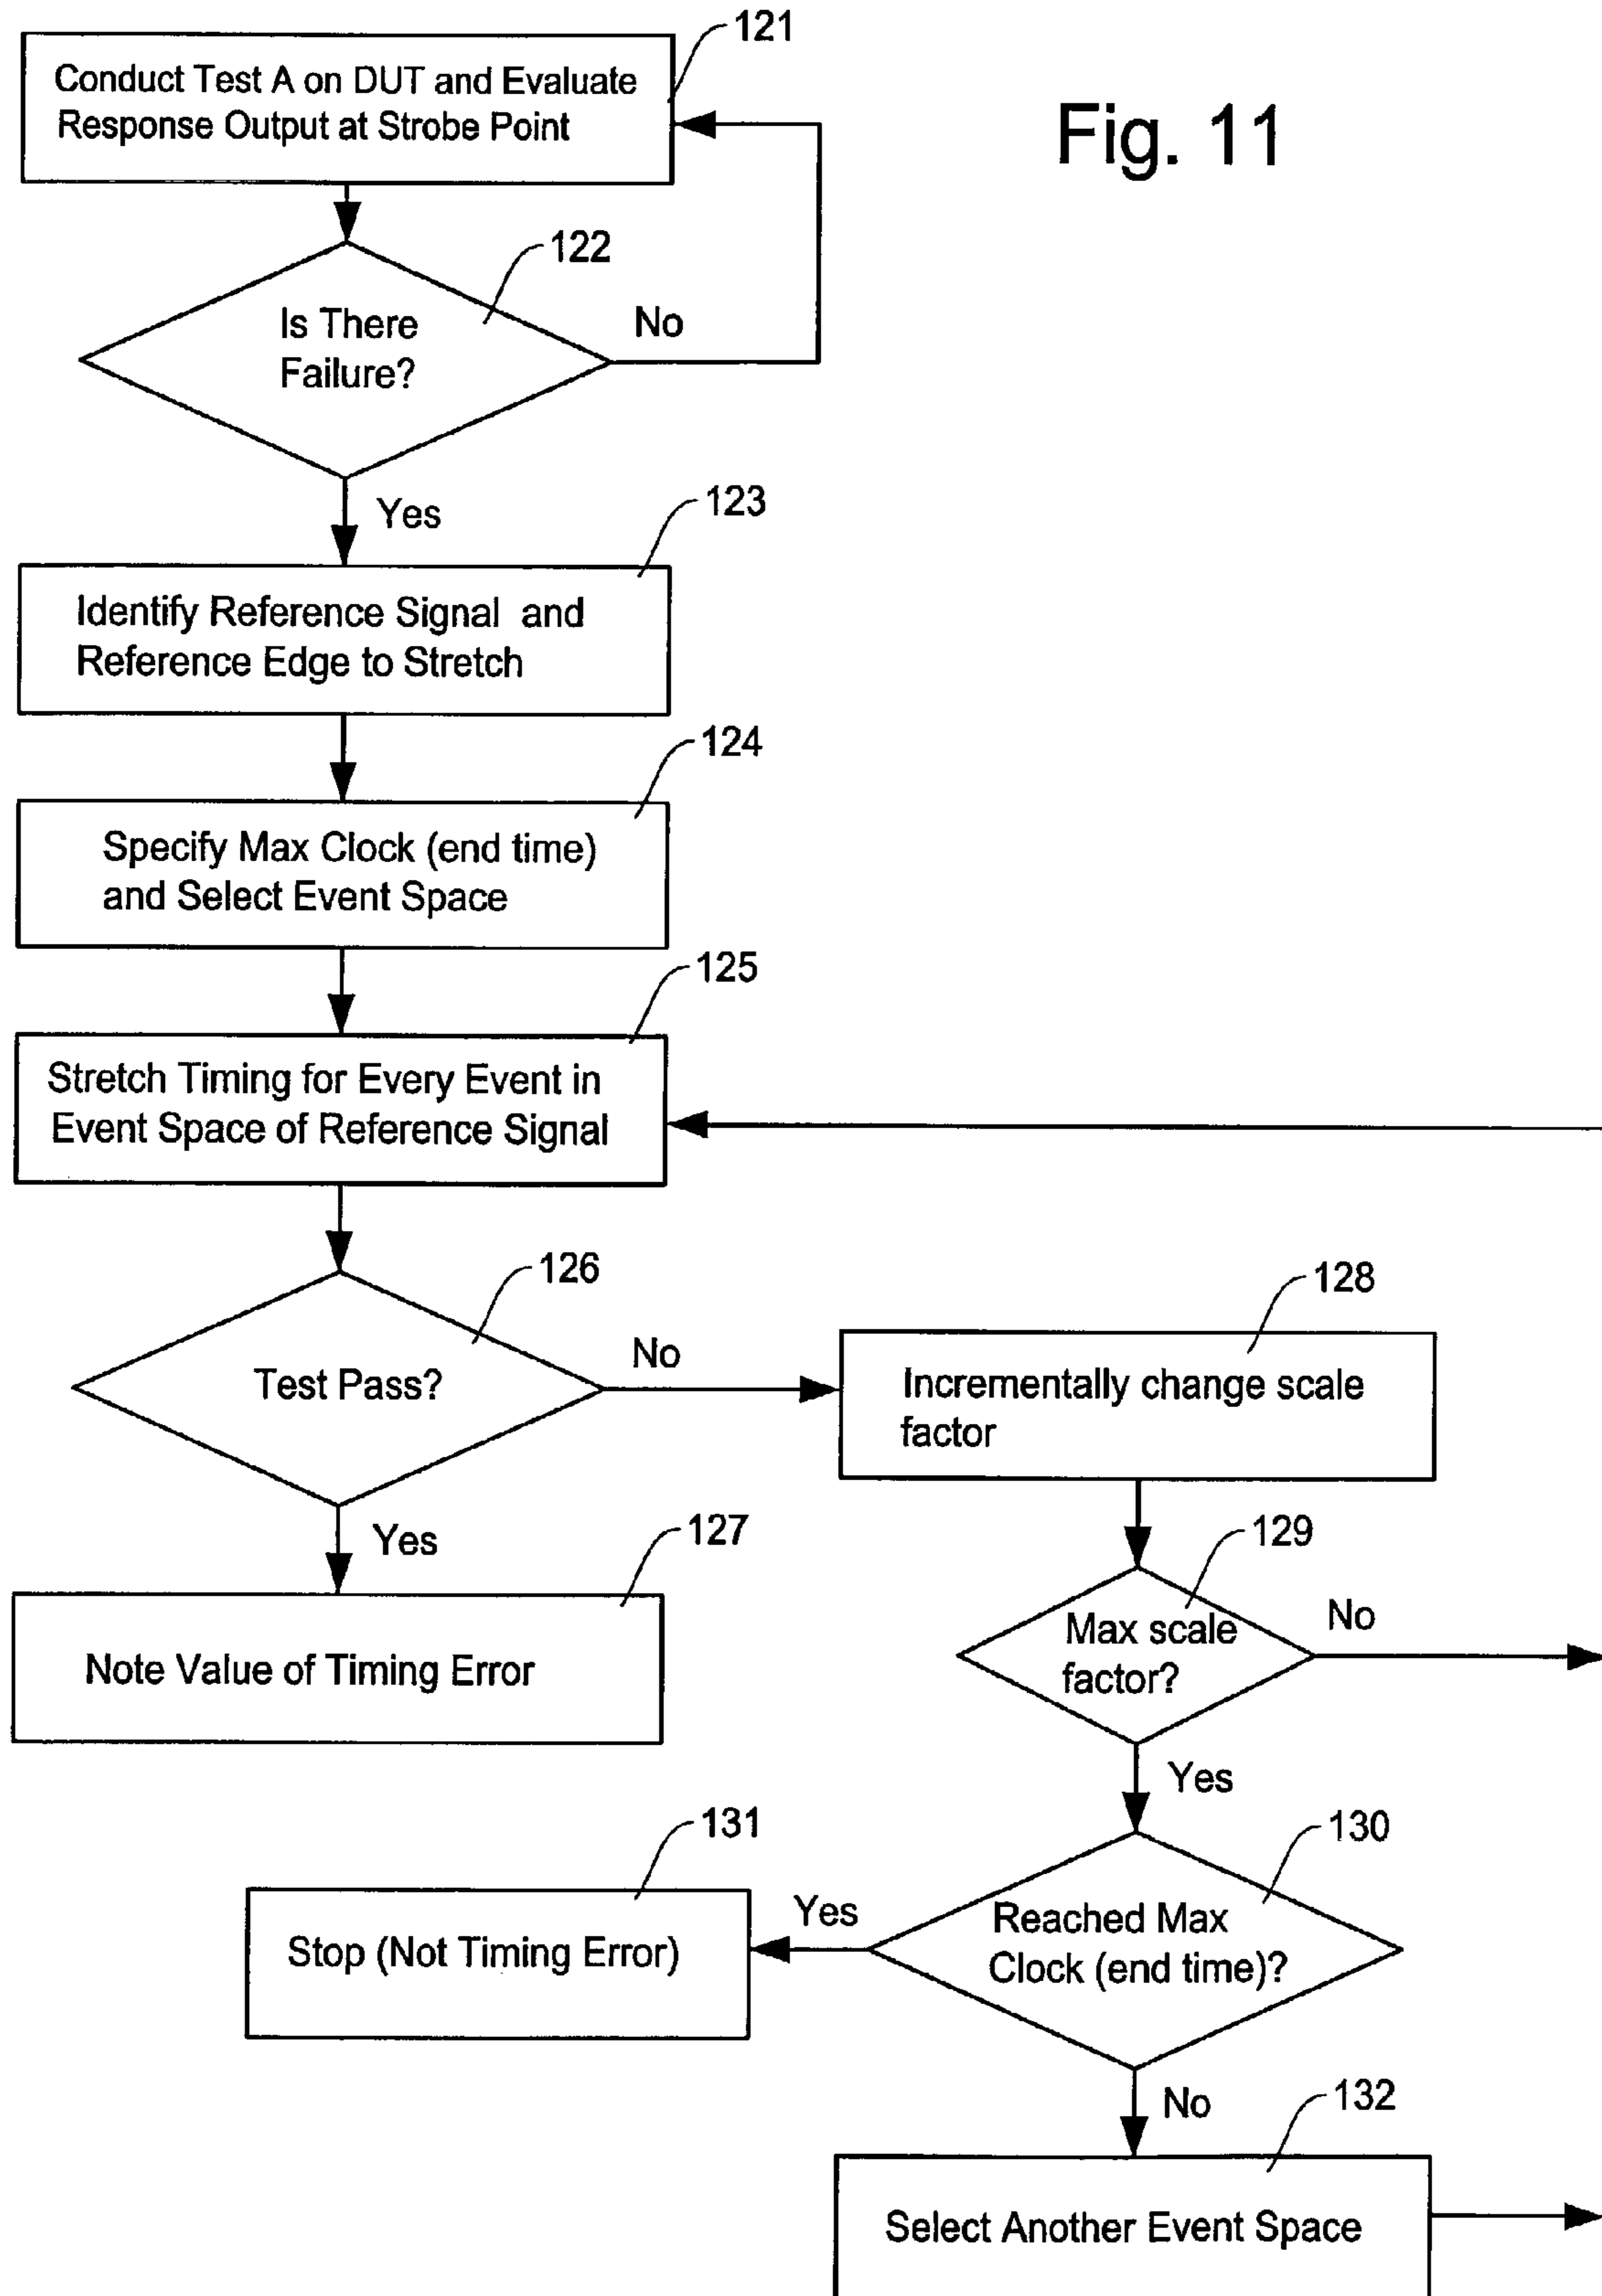 Fig. 11
121
Conduct Test A on DUT and Evaluate
Response Output at Strobe Point
122
Is There
Failure?
No
Yes
123
Identify Reference Signal and
Reference Edge to Stretch
124
Specify Max Clock (end time)
and Select Event Space
125
Stretch Timing for Every Event in
Event Space of Reference Signal
126
Test Pass?
No
Yes
127
Note Value of Timing Error
128
Incrementally change scale
factor
129
Max scale
factor?
No
Yes
130
Reached Max
Clock (end time)?
Yes
131
Stop (Not Timing Error)
No
132
Select Another Event Space